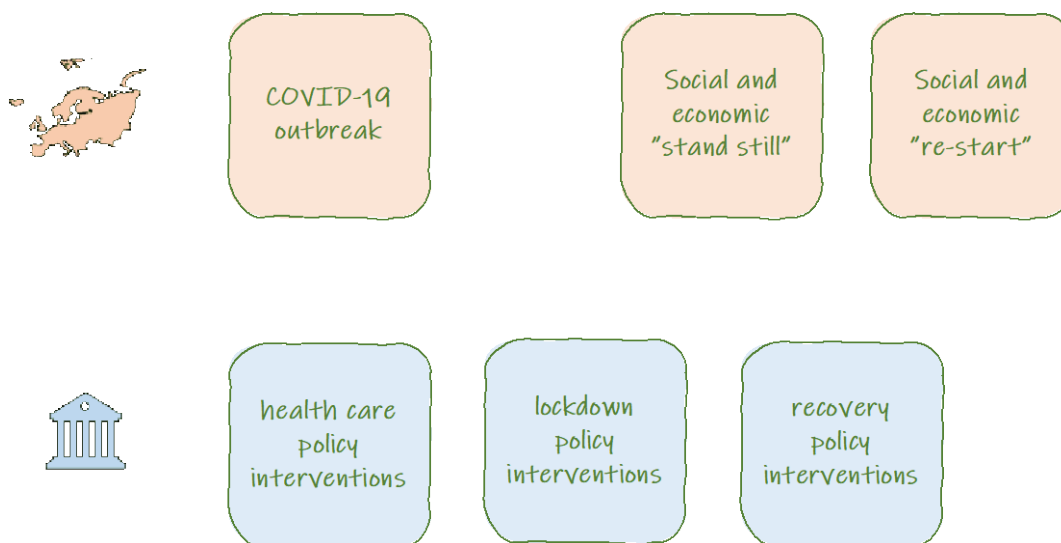 COVID-19
outbreak
Social and
economic
"stand still"
Social and
economic
"re-start"
health care
policy
interventions
lockdown
policy
interventions
recovery
policy
interventions